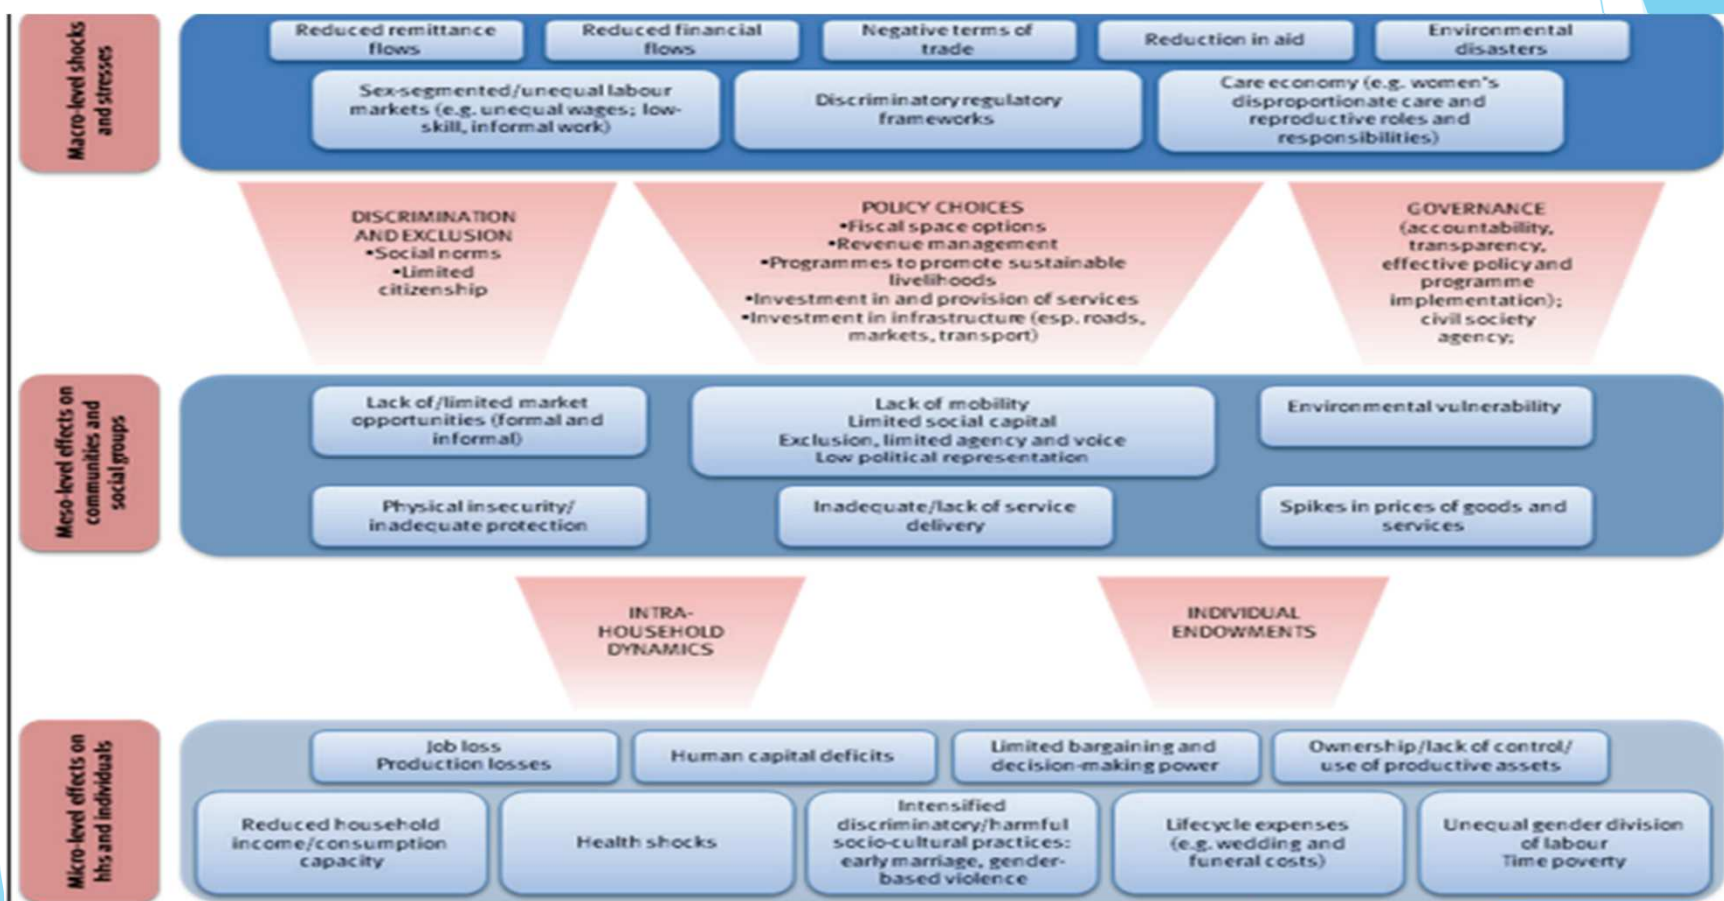 Macro-level shocks
and stresses
Reduced remittance
flows
Reduced financial
flows
Negative terms of
trade
Reduction in aid
Environmental
disasters
Sex-segmented/unequal labour
markets (e.g. unequal wages; low-
skill, informal work)
Discriminatory regulatory
frameworks
Care economy (e.g. women's
disproportionate care and
reproductive roles and
responsibilities)
DISCRIMINATION
AND EXCLUSION
•Social norms
•Limited
citizenship
POLICY CHOICES
•Fiscal space options
•Revenue management
•Programmes to promote sustainable
livelihoods
•Investment in and provision of services
•Investment in infrastructure (esp. roads,
markets, transport)
GOVERNANCE
(accountability,
transparency,
effective policy and
programme
implementation);
civil society
agency;
Meso-level effects on
communities and
social groups
Lack of/limited market
opportunities (formal and
informal)
Lack of mobility
Limited social capital
Exclusion, limited agency and voice
Low political representation
Environmental vulnerability
Physical insecurity/
inadequate protection
Inadequate/lack of service
delivery
Spikes in prices of goods and
services
INTRA-
HOUSEHOLD
DYNAMICS
INDIVIDUAL
ENDOWMENTS
Micro-level effects on
hhs and individuals
Job loss
Production losses
Human capital deficits
Limited bargaining and
decision-making power
Ownership/lack of control/
use of productive assets
Reduced household
income/consumption
capacity
Health shocks
Intensified
discriminatory/harmful
socio-cultural practices:
early marriage, gender-
based violence
Lifecycle expenses
(e.g. wedding and
funeral costs)
Unequal gender division
of labour
Time poverty